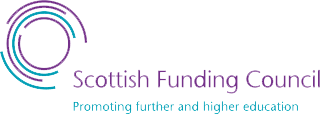 Scottish Funding Council
Promoting further and higher education